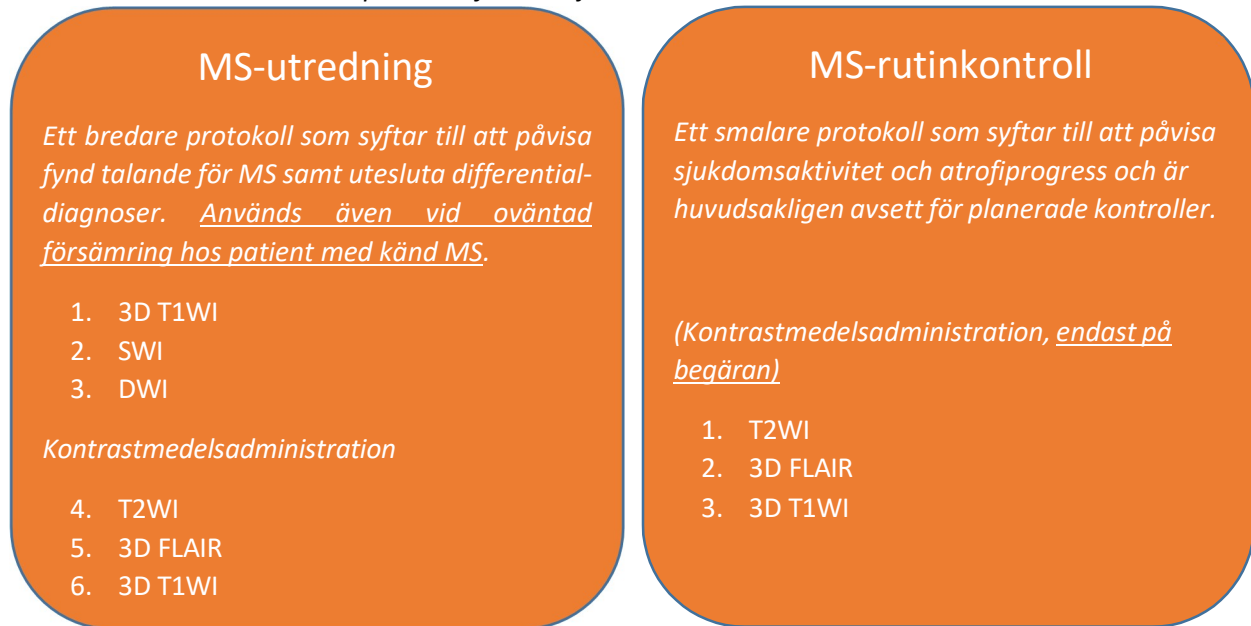 MS-utredning
Ett bredare protokoll som syftar till att påvisa
fynd talande för MS samt utesluta differential-
diagnoser. Används även vid oväntad
försämring hos patient med känd MS.
1. 3D T1WI
2. SWI
3. DWI
Kontrastmedelsadministration
4. T2WI
5. 3D FLAIR
6. 3D T1WI
MS-rutinkontroll
Ett smalare protokoll som syftar till att påvisa
sjukdomsaktivitet och atrofiprogress och är
huvudsakligen avsett för planerade kontroller.
(Kontrastmedelsadministration, endast på
begäran)
1. T2WI
2. 3D FLAIR
3. 3D T1WI